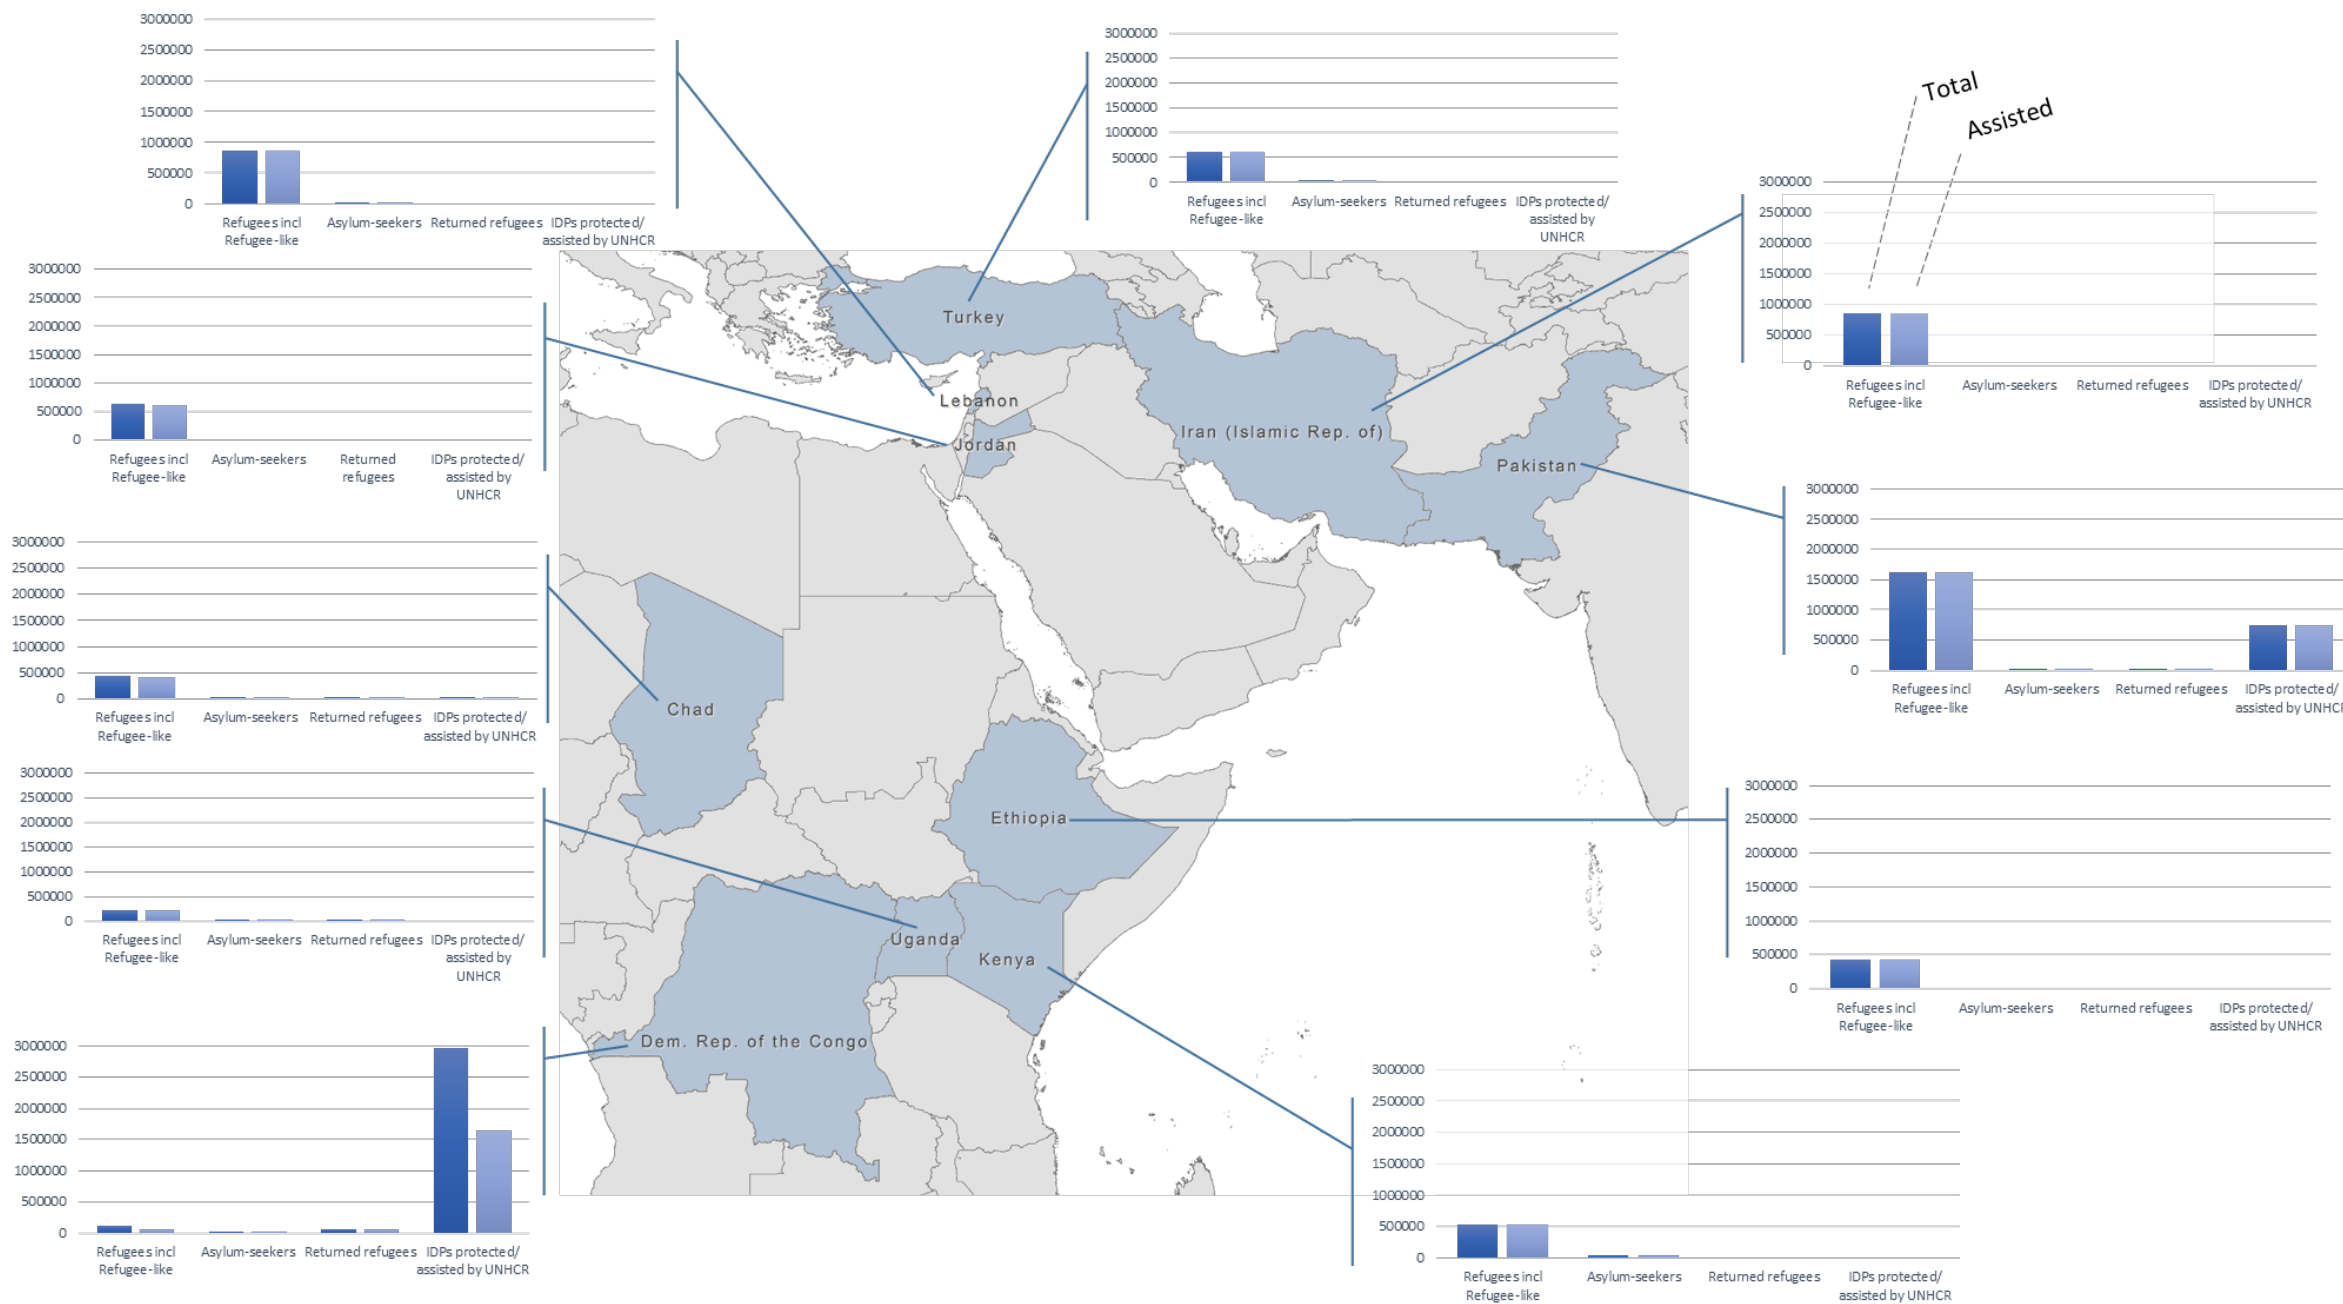 3000000
2500000
2000000
1500000
1000000
500000
0
Refugees incl
Refugee-like
Asylum-seekers
Returned refugees
IDPs protected/
assisted by UNHCR
3000000
2500000
2000000
1500000
1000000
500000
0
Refugees incl
Refugee-like
Asylum-seekers
Returned refugees
IDPs protected/
assisted by
UNHCR
Total
Assisted
3000000
2500000
2000000
1500000
1000000
500000
0
Refugees incl
Refugee-like
Asylum-seekers
Returned refugees
IDPs protected/
assisted by UNHCR
3000000
2500000
2000000
1500000
1000000
500000
0
Refugees incl
Refugee-like
Asylum-seekers
Returned
refugees
IDPs protected/
assisted by
UNHCR
Turkey
Lebanon
Jordan
Iran (Islamic Rep. of)
Pakistan
3000000
2500000
2000000
1500000
1000000
500000
0
Refugees incl
Refugee-like
Asylum-seekers
Returned refugees
IDPs protected/
assisted by UNHCR
3000000
2500000
2000000
1500000
1000000
500000
0
Refugees incl
Refugee-like
Asylum-seekers
Returned refugees
IDPs protected/
assisted by UNHCR
Chad
Ethiopia
3000000
2500000
2000000
1500000
1000000
500000
0
Refugees incl
Refugee-like
Asylum-seekers
Returned refugees
IDPs protected/
assisted by
UNHCR
3000000
2500000
2000000
1500000
1000000
500000
0
Refugees incl
Refugee-like
Asylum-seekers
Returned refugees
IDPs protected/
assisted by UNHCR
Uganda
Kenya
Dem. Rep. of the Congo
3000000
2500000
2000000
1500000
1000000
500000
0
Refugees incl
Refugee-like
Asylum-seekers
Returned refugees
IDPs protected/
assisted by UNHCR
3000000
2500000
2000000
1500000
1000000
500000
0
Refugees incl
Refugee-like
Asylum-seekers
Returned refugees
IDPs protected/
assisted by UNHCR